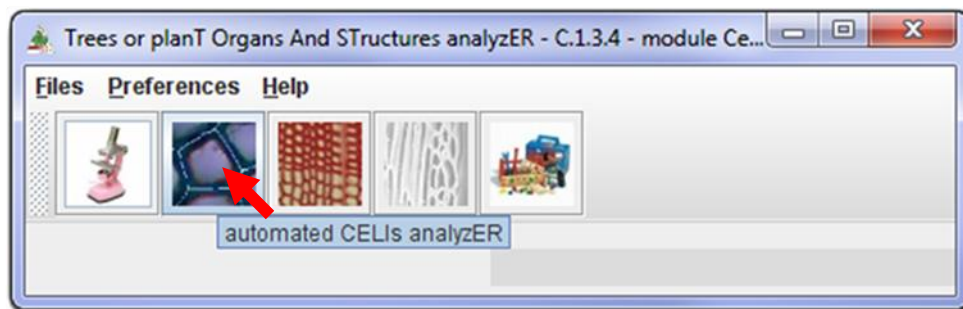 Trees or planT Organs And STructures analyzER - C.1.3.4 - module Ce...
Files Preferences Help
automated CELls analyzER